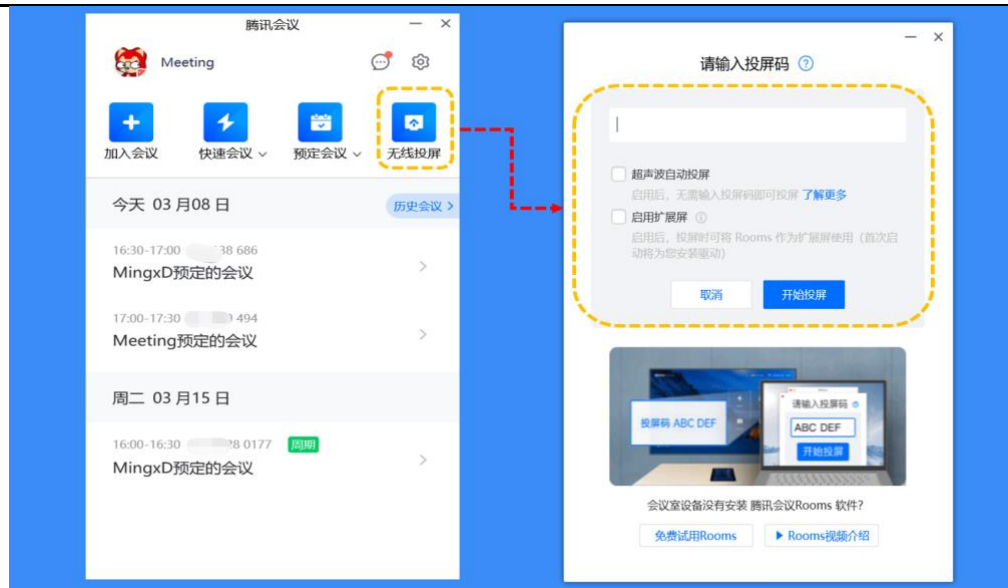 腾讯会议
Meeting
加入会议
快速会议
预定会议
无线投屏
今天 03 月08 日
历史会议
16:30-17:00 38 686
MingxD预定的会议
17:00-17:30 494
Meeting预定的会议
周二 03 月15 日
16:00-16:30 28 0177 周期
MingxD预定的会议
请输入投屏码
超声波自动投屏
启用后，无需输入投屏码即可投屏 了解更多
启用扩展屏
启用后，投屏时可将 Rooms 作为扩展屏使用（首次启
动将为您安装驱动）
取消
开始投屏
投屏码 ABC DEF
请输入投屏码
ABC DEF
开始投屏
会议室设备没有安装 腾讯会议Rooms 软件?
免费试用Rooms
Rooms视频介绍